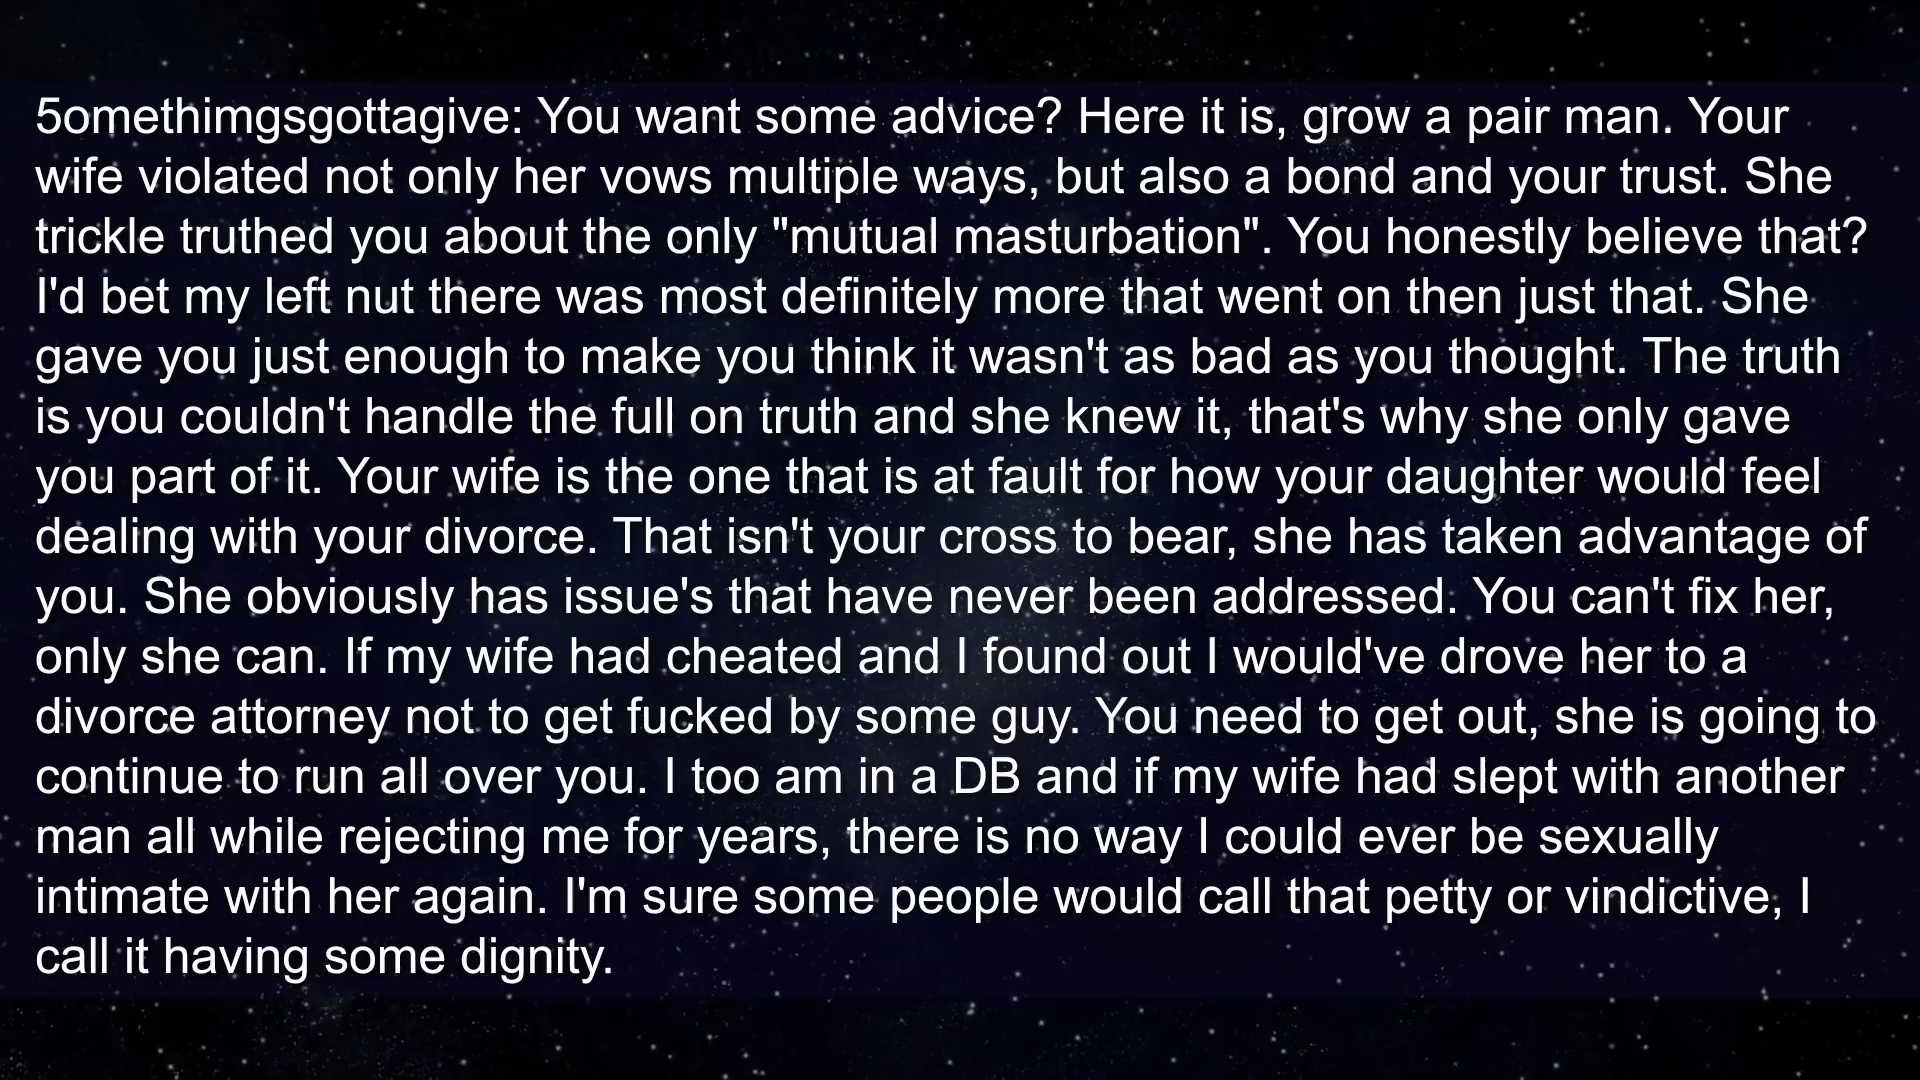 5omethimgsgottagive: You want some advice? Here it is, grow a pair man. Your
wife violated not only her vows multiple ways, but also a bond and your trust. She
trickle truthed you about the only "mutual masturbation". You honestly believe that?
I'd bet my left nut there was most definitely more that went on then just that. She
gave you just enough to make you think it wasn't as bad as you thought. The truth
is you couldn't handle the full on truth and she knew it, that's why she only gave
you part of it. Your wife is the one that is at fault for how your daughter would feel
dealing with your divorce. That isn't your cross to bear, she has taken advantage of
you. She obviously has issue's that have never been addressed. You can't fix her,
only she can. If my wife had cheated and I found out I would've drove her to a
divorce attorney not to get fucked by some guy. You need to get out, she is going to
continue to run all over you. I too am in a DB and if my wife had slept with another
man all while rejecting me for years, there is no way I could ever be sexually
intimate with her again. I'm sure some people would call that petty or vindictive, I
call it having some dignity.